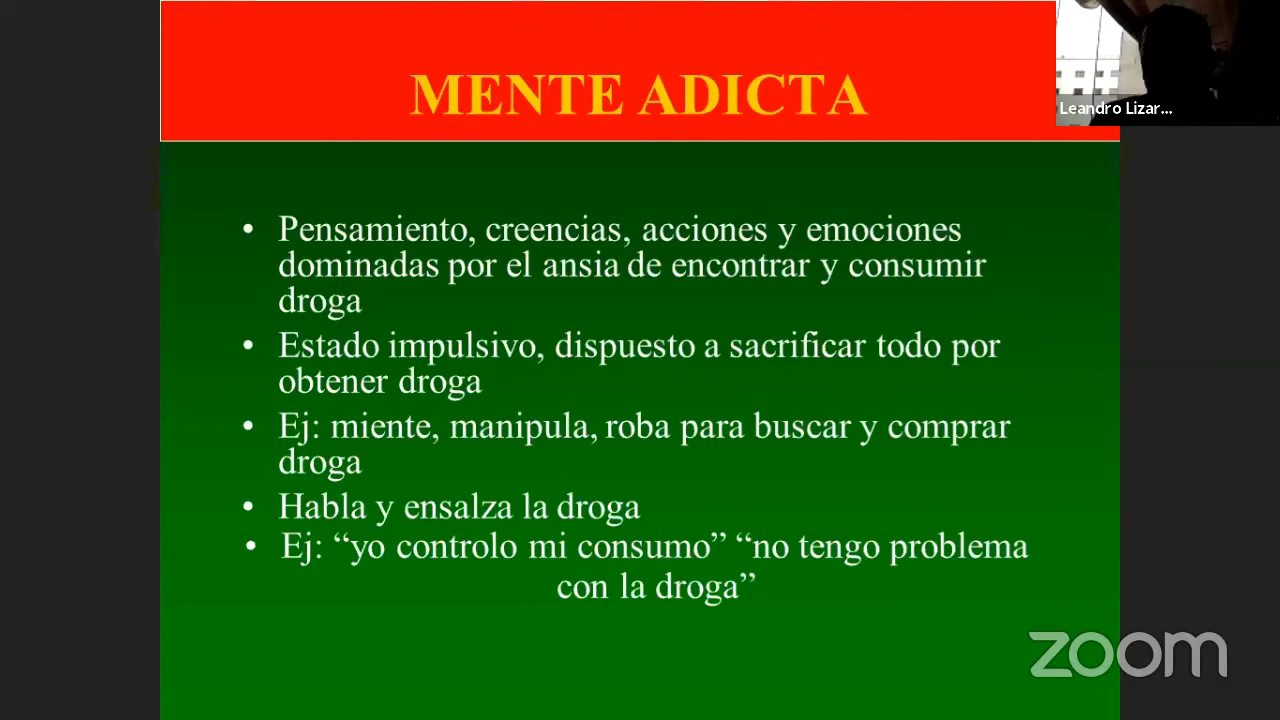 MENTE ADICTA
Leandro Lizar...
• Pensamiento, creencias, acciones y emociones
dominadas por el ansia de encontrar y consumir
droga
• Estado impulsivo, dispuesto a sacrificar todo por
obtener droga
• Ej: miente, manipula, roba para buscar y comprar
droga
• Habla y ensalza la droga
• Ej: “yo controlo mi consumo” “no tengo problema
con la droga”
zoom